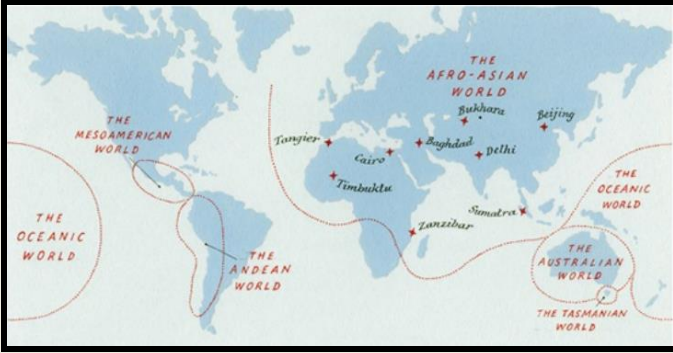 THE
AFRO-ASIAN
WORLD
Bukhara
Beijing
THE
MESOAMERICAN
WORLD
Tangier
Cairo
Baghdad
Delhi
Timbuktu
THE
OCEANIC
WORLD
Sumatra
Zanzibar
THE
OCEANIC
WORLD
THE
ANDEAN
WORLD
THE
AUSTRALIAN
WORLD
THE TASMANIAN
WORLD